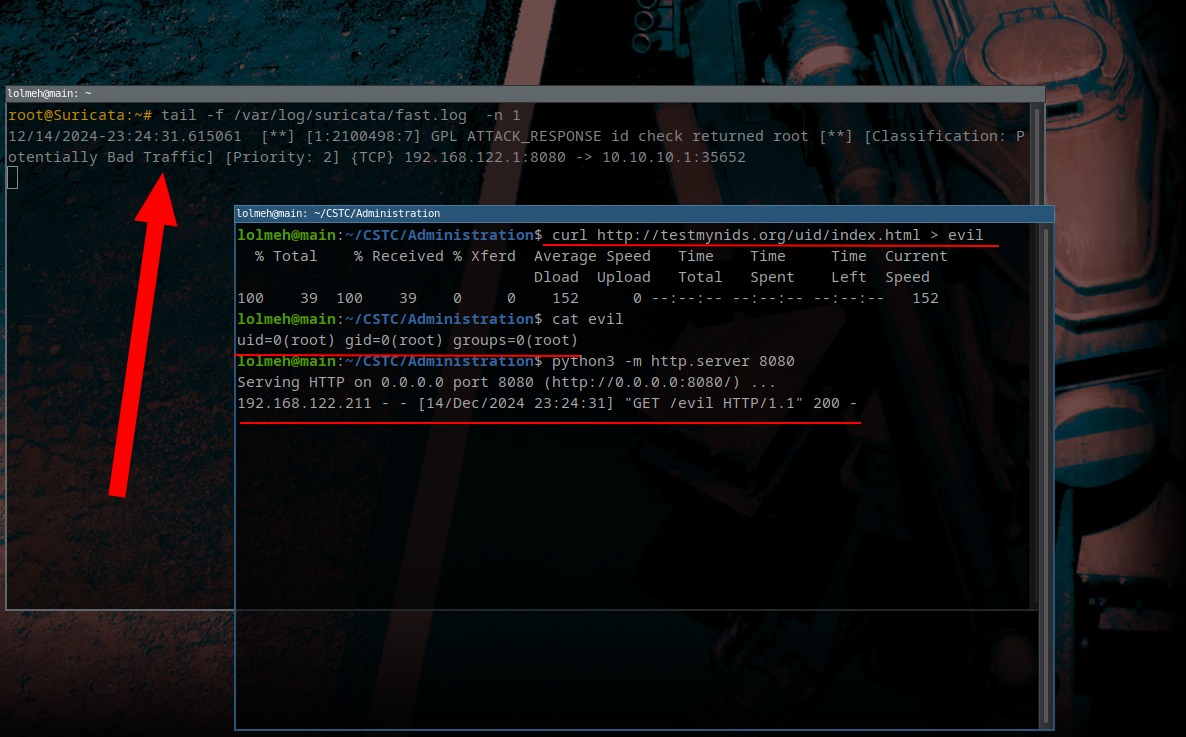 lolmeh@main: ~
root@Suricata:~# tail -f /var/log/suricata/fast.log  -n 1
12/14/2024-23:24:31.615061  [**] [1:2100498:7] GPL ATTACK_RESPONSE id check returned root [**] [Classification: P
otentially Bad Traffic] [Priority: 2] {TCP} 192.168.122.1:8080 -> 10.10.10.1:35652
lolmeh@main: ~/CSTC/Administration
lolmeh@main:~/CSTC/Administration$ curl http://testmynids.org/uid/index.html > evil
  % Total    % Received % Xferd  Average Speed   Time    Time     Time  Current
                                 Dload  Upload   Total   Spent    Left  Speed
100    39  100    39    0     0    152      0 --:--:-- --:--:-- --:--:--   152
lolmeh@main:~/CSTC/Administration$ cat evil
uid=0(root) gid=0(root) groups=0(root)
lolmeh@main:~/CSTC/Administration$ python3 -m http.server 8080
Serving HTTP on 0.0.0.0 port 8080 (http://0.0.0.0:8080/) ...
192.168.122.211 - - [14/Dec/2024 23:24:31] "GET /evil HTTP/1.1" 200 -